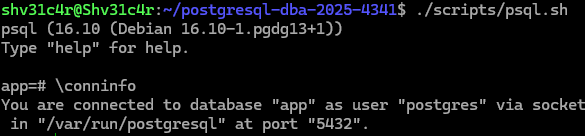 shv31c4r@Shv31c4r:~/postgresql-dba-2025-4341$ ./scripts/psql.sh
psql (16.10 (Debian 16.10-1.pgdg13+1))
Type "help" for help.

app=# \conninfo
You are connected to database "app" as user "postgres" via socket
 in "/var/run/postgresql" at port "5432".